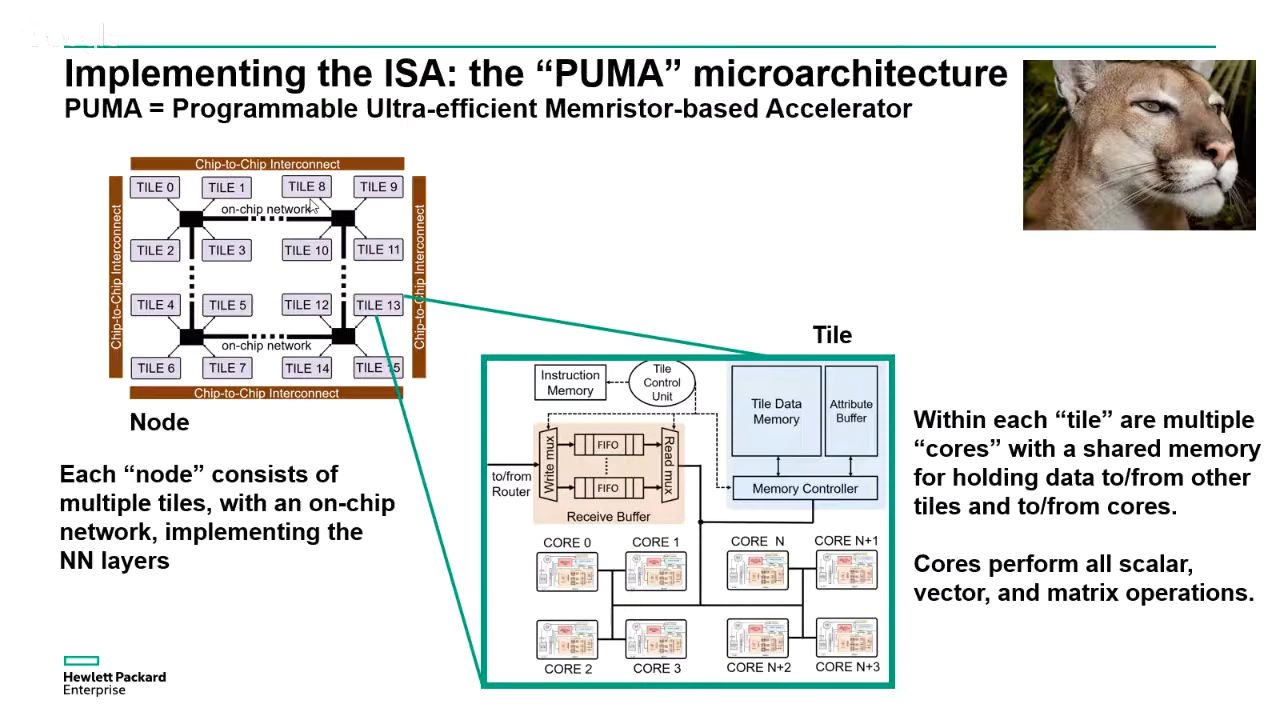 Implementing the ISA: the “PUMA” microarchitecture
PUMA = Programmable Ultra-efficient Memristor-based Accelerator
Chip-to-Chip Interconnect
Chip-to-Chip Interconnect
Chip-to-Chip Interconnect
TILE 0
TILE 1
TILE 8
TILE 9
on-chip network
TILE 2
TILE 3
TILE 10
TILE 11
TILE 4
TILE 5
TILE 12
TILE 13
on-chip network
TILE 6
TILE 7
TILE 14
TILE 15
Chip-to-Chip Interconnect
Node
Each “node” consists of
multiple tiles, with an on-chip
network, implementing the
NN layers
Tile
Instruction
Memory
Tile
Control
Unit
Tile Data
Memory
Attribute
Buffer
Write mux
FIFO
FIFO
Read mux
to/from
Router
Memory Controller
Receive Buffer
CORE 0
CORE 1
CORE N
CORE N+1
CORE 2
CORE 3
CORE N+2
CORE N+3
Within each “tile” are multiple
“cores” with a shared memory
for holding data to/from other
tiles and to/from cores.
Cores perform all scalar,
vector, and matrix operations.
Hewlett Packard
Enterprise